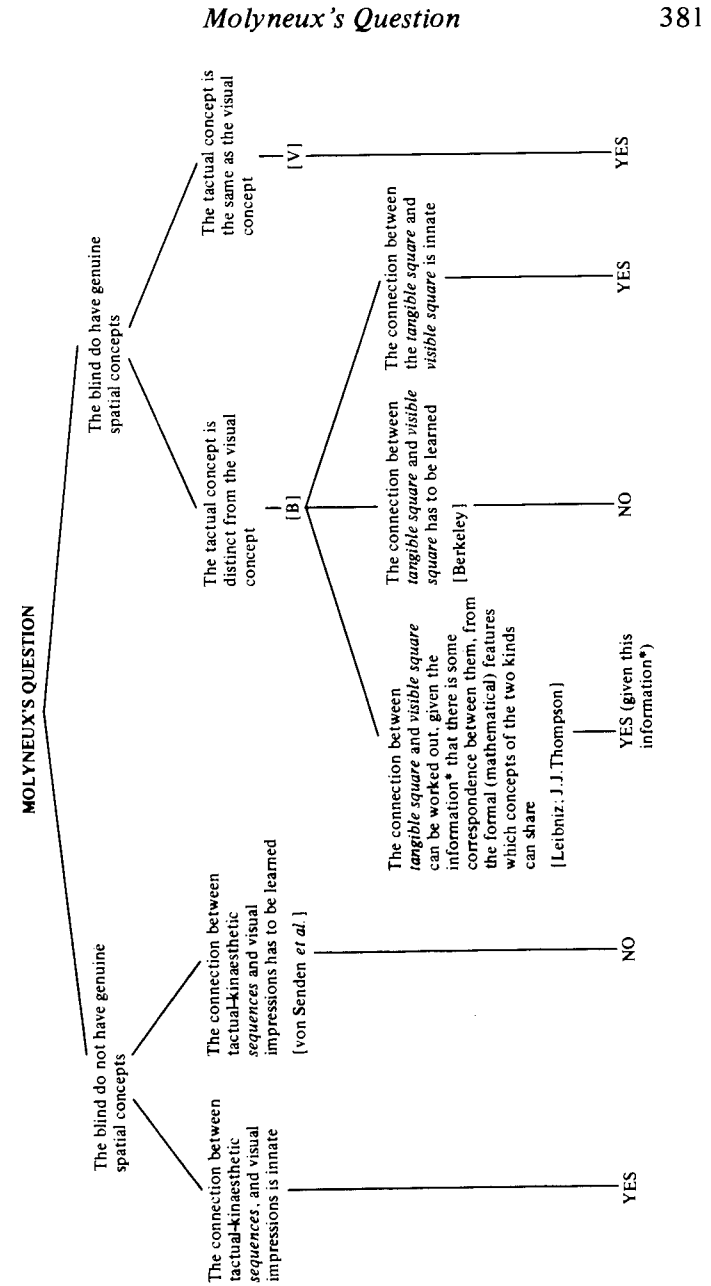 Molyneux's Question
381
MOLYNEUX'S QUESTION
The blind do not have genuine
spatial concepts
The blind do have genuine
spatial concepts
The connection between
tactual-kinaesthetic
sequences, and visual
impressions is innate
The connection between
tactual-kinaesthetic
sequences and visual
impressions has to be learned
[von Senden et al.]
The tactual concept is
distinct from the visual
concept
[B]
The tactual concept is
the same as the visual
concept
[V]
The connection between
tangible square and visible square
can be worked out, given the
information* that there is some
correspondence between them, from
the formal (mathematical) features
which concepts of the two kinds
can share
[Leibniz; J.J.Thompson]
The connection between
tangible square and visible
square has to be learned
[Berkeley]
The connection between
the tangible square and
visible square is innate
YES
NO
YES (given this
information*)
NO
YES
YES